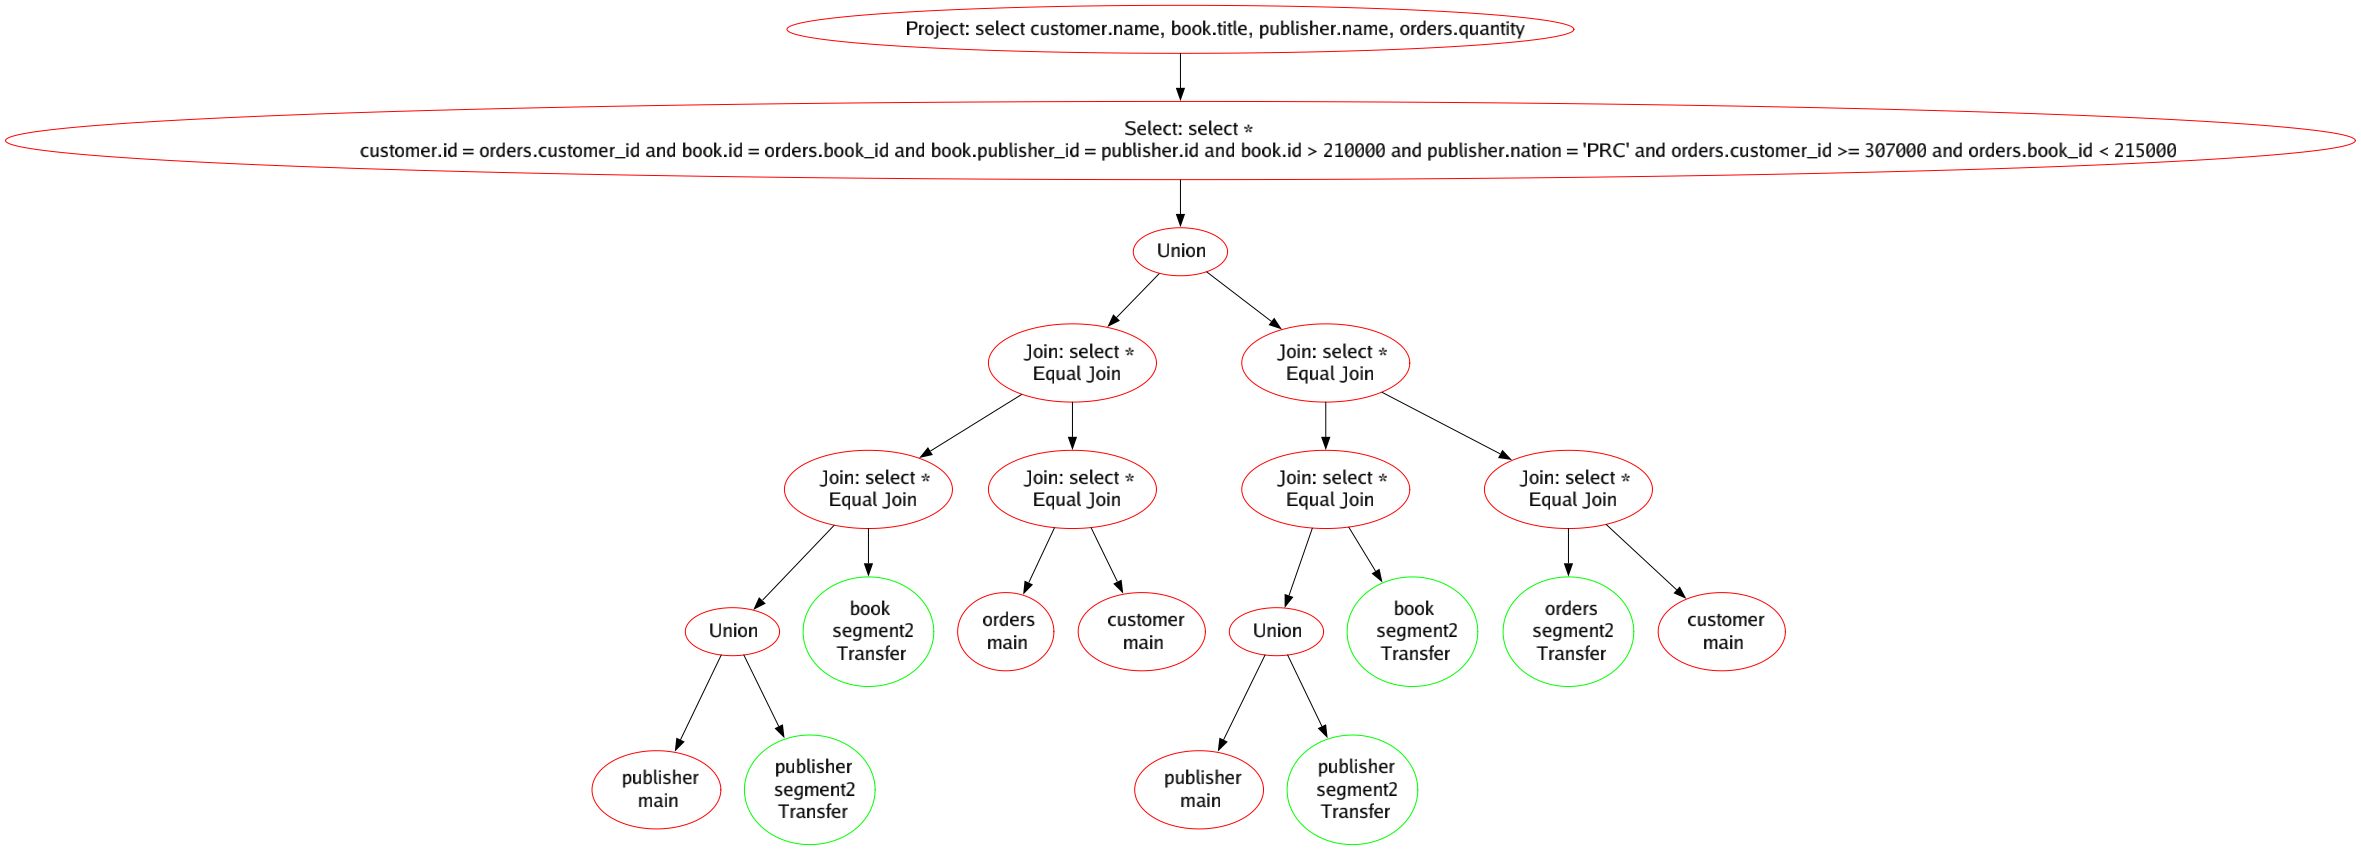 Project: select customer.name, book.title, publisher.name, orders.quantity
Select: select *
customer.id = orders.customer_id and book.id = orders.book_id and book.publisher_id = publisher.id and book.id > 210000 and publisher.nation = 'PRC' and orders.customer_id >= 307000 and orders.book_id < 215000
Union
Join: select *
Equal Join
Join: select *
Equal Join
Join: select *
Equal Join
Join: select *
Equal Join
Join: select *
Equal Join
Join: select *
Equal Join
Union
book
segment2
Transfer
orders
main
customer
main
Union
book
segment2
Transfer
orders
segment2
Transfer
customer
main
publisher
main
publisher
segment2
Transfer
publisher
main
publisher
segment2
Transfer